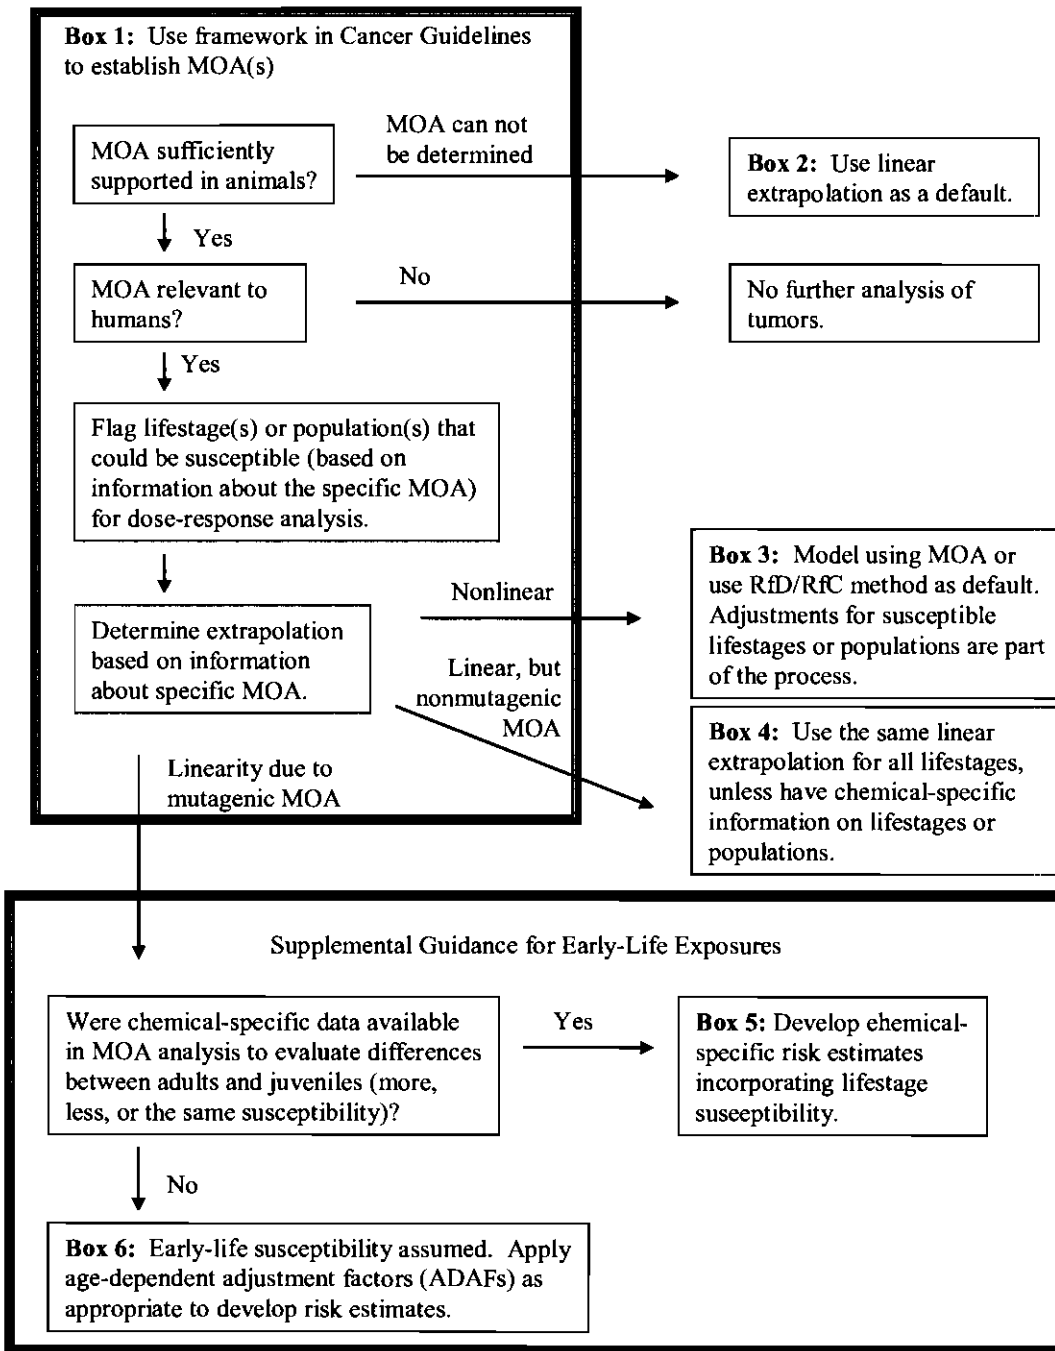 Box 1: Use framework in Cancer Guidelines
to establish MOA(s)
MOA sufficiently
supported in animals?
MOA can not
be determined
Box 2: Use linear
extrapolation as a default.
Yes
MOA relevant to
humans?
No
No further analysis of
tumors.
Yes
Flag lifestage(s) or population(s) that
could be susceptible (based on
information about the specific MOA)
for dose-response analysis.
Determine extrapolation
based on information
about specific MOA.
Nonlinear
Box 3: Model using MOA or
use RfD/RfC method as default.
Adjustments for susceptible
lifestages or populations are part
of the process.
Linear, but
nonmutagenic
MOA
Box 4: Use the same linear
extrapolation for all lifestages,
unless have chemical-specific
information on lifestages or
populations.
Linearity due to
mutagenic MOA
Supplemental Guidance for Early-Life Exposures
Were chemical-specific data available
in MOA analysis to evaluate differences
between adults and juveniles (more,
less, or the same susceptibility)?
Yes
Box 5: Develop ehemical-
specific risk estimates
incorporating lifestage
suseeptibility.
No
Box 6: Early-life susceptibility assumed. Apply
age-dependent adjustment factors (ADAFs) as
appropriate to develop risk estimates.